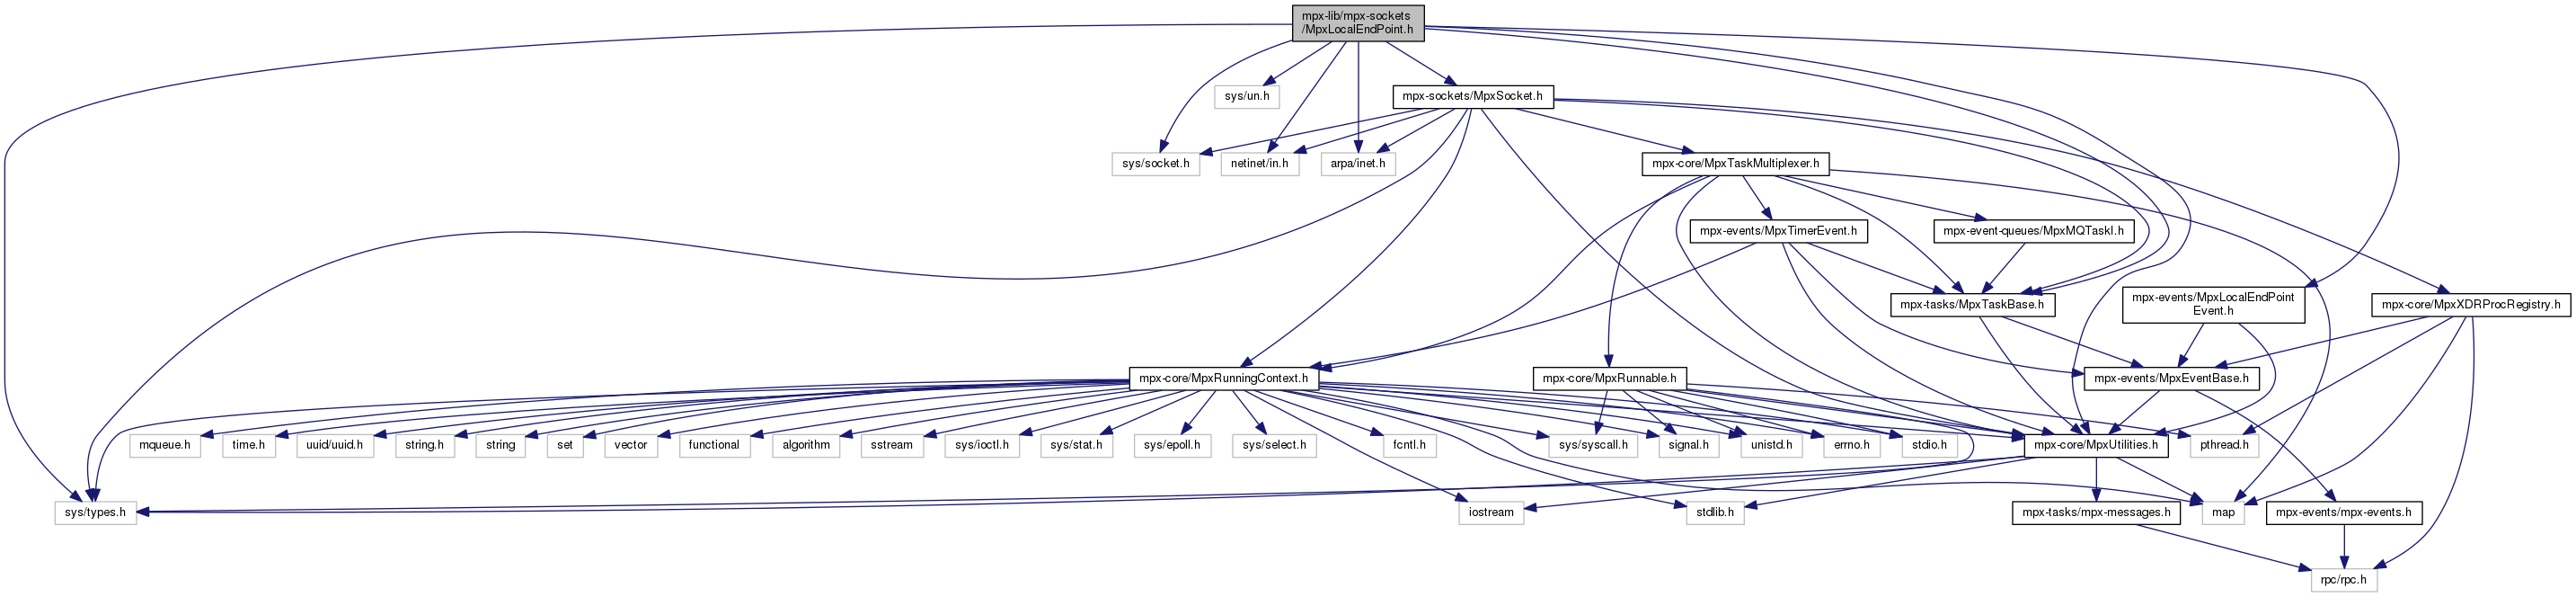 mpx-lib/mpx-sockets
/MpxLocalEndPoint.h
sys/un.h
mpx-sockets/MpxSocket.h
sys/socket.h
netinet/in.h
arpa/inet.h
mpx-core/MpxTaskMultiplexer.h
mpx-events/MpxTimerEvent.h
mpx-event-queues/MpxMQTaskI.h
mpx-tasks/MpxTaskBase.h
mpx-events/MpxLocalEndPoint
Event.h
mpx-core/MpxXDRProcRegistry.h
mpx-core/MpxRunningContext.h
mpx-core/MpxRunnable.h
mpx-events/MpxEventBase.h
mqueue.h
time.h
uuid/uuid.h
string.h
string
set
vector
functional
algorithm
sstream
sys/ioctl.h
sys/stat.h
sys/epoll.h
sys/select.h
fcntl.h
sys/syscall.h
signal.h
unistd.h
errno.h
stdio.h
mpx-core/MpxUtilities.h
pthread.h
sys/types.h
iostream
stdlib.h
mpx-tasks/mpx-messages.h
map
mpx-events/mpx-events.h
rpc/rpc.h